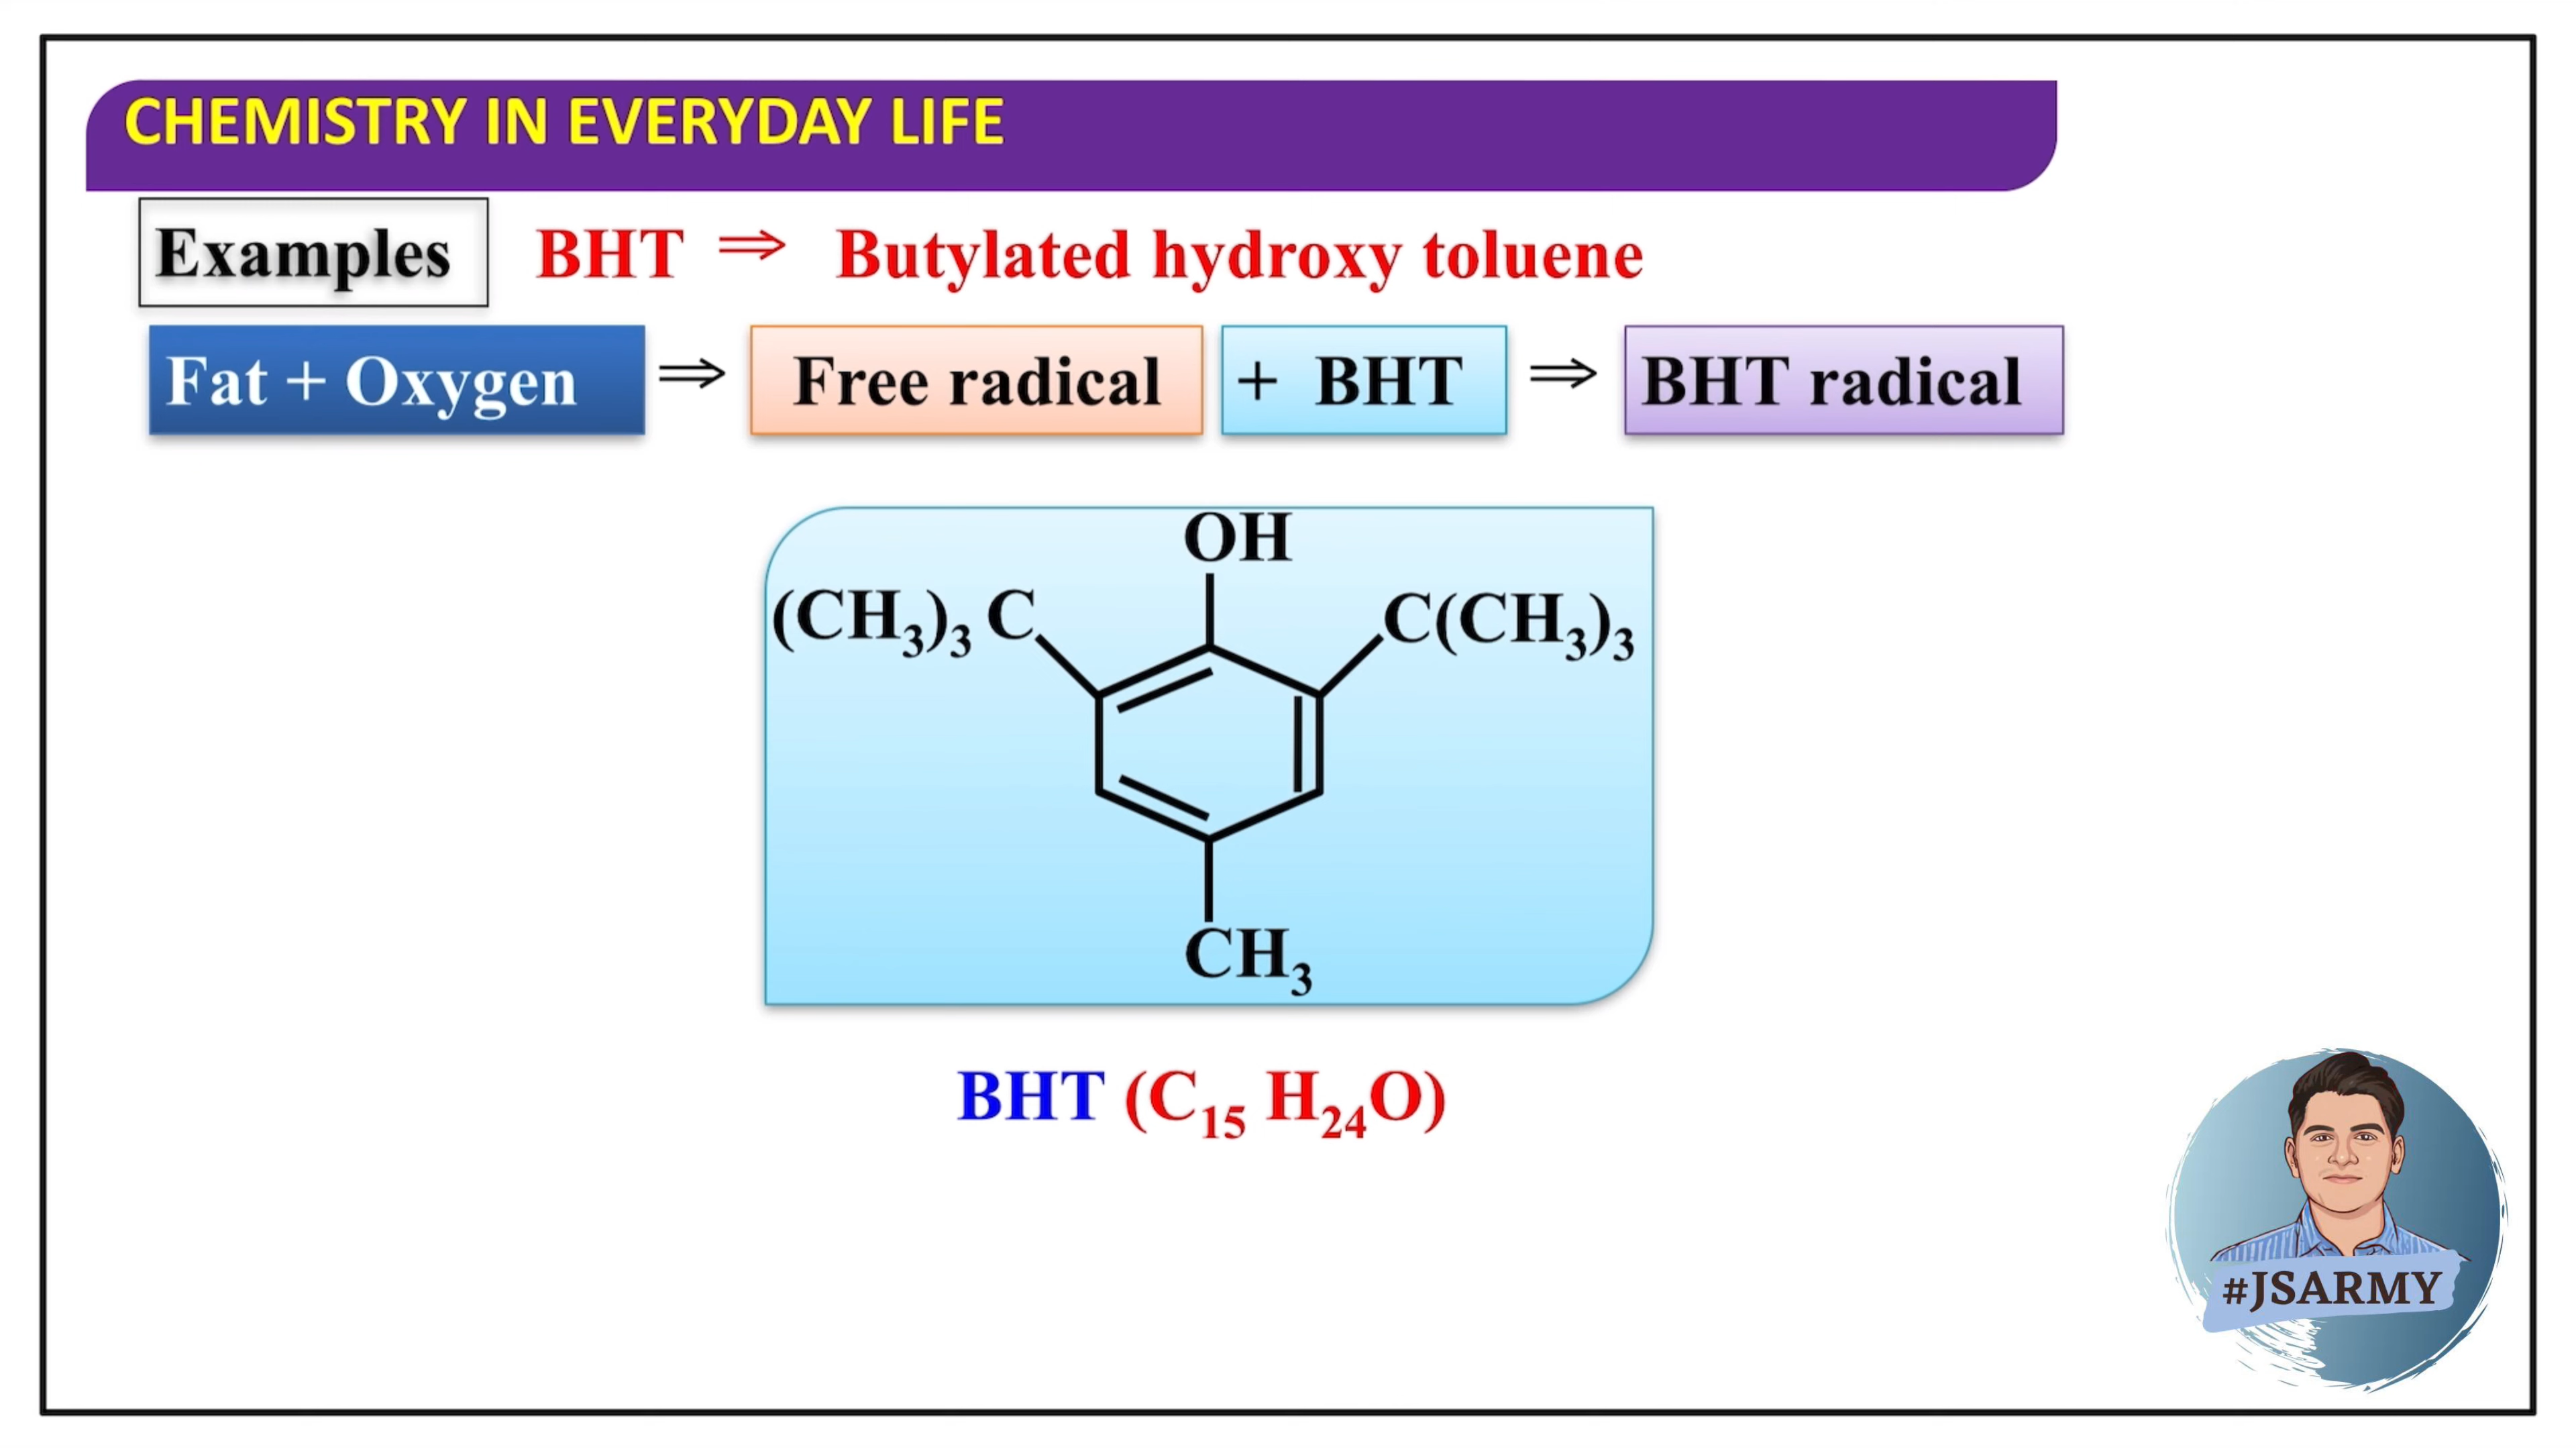 CHEMISTRY IN EVERYDAY LIFE
Examples BHT ⇒ Butylated hydroxy toluene
Fat + Oxygen ⇒ Free radical + BHT ⇒ BHT radical
OH
(CH₃)₃ C C(CH₃)₃
CH₃
BHT (C₁₅ H₂₄O)
#JSARMY